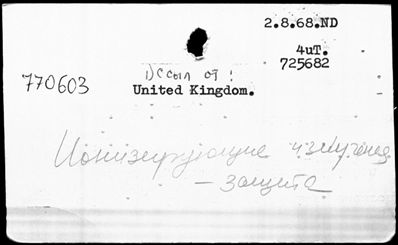 2.8.68.ND
4uT.
725682
770603
United Kingdom.
Ионизирующие излучения
– защита